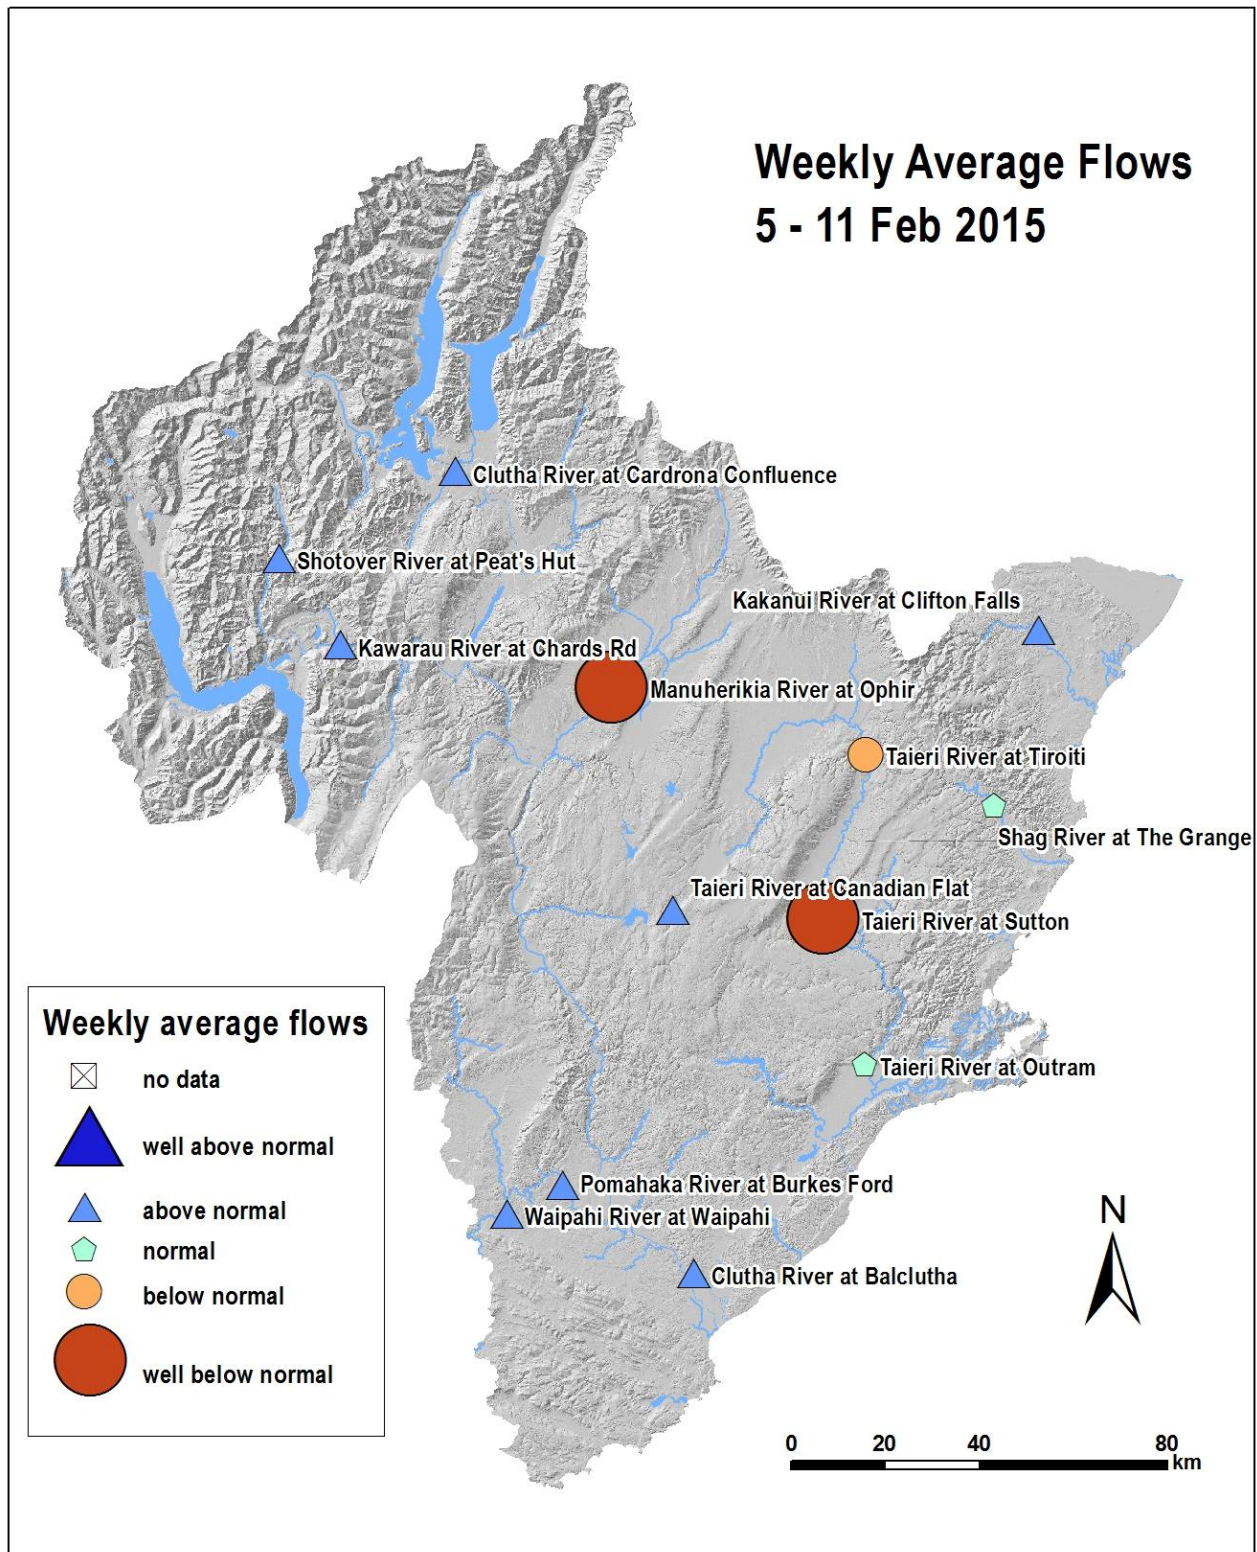 Weekly Average Flows
5 - 11 Feb 2015
Clutha River at Cardrona Confluence
Shotover River at Peat's Hut
Kakanui River at Clifton Falls
Kawarau River at Chards Rd
Manuherikia River at Ophir
Taieri River at Tiroiti
Shag River at The Grange
Taieri River at Canadian Flat
Taieri River at Sutton
Taieri River at Outram
Pomahaka River at Burkes Ford
Waipahi River at Waipahi
Clutha River at Balclutha
Weekly average flows
no data
well above normal
above normal
normal
below normal
well below normal
N
0 20 40 80
km